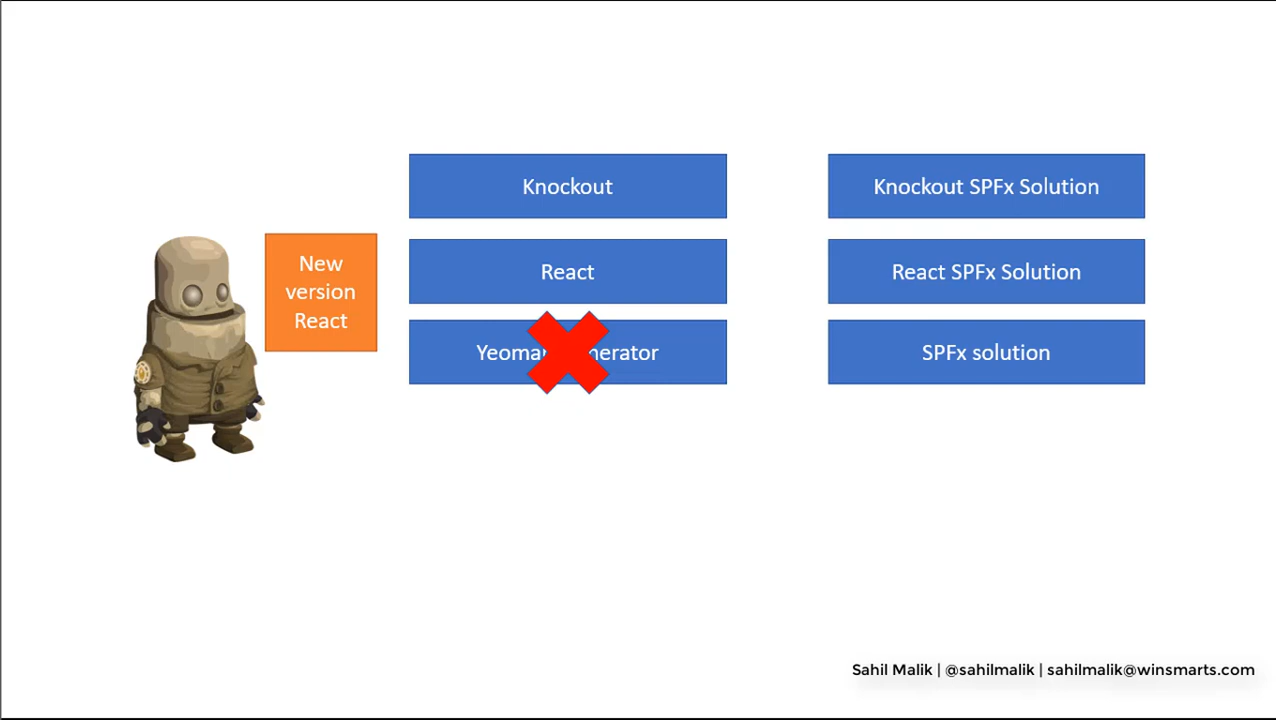 Knockout
Knockout SPFx Solution
New
version
React
React
React SPFx Solution
SPFx solution
Sahil Malik | @sahilmalik | sahilmalik@winsmarts.com